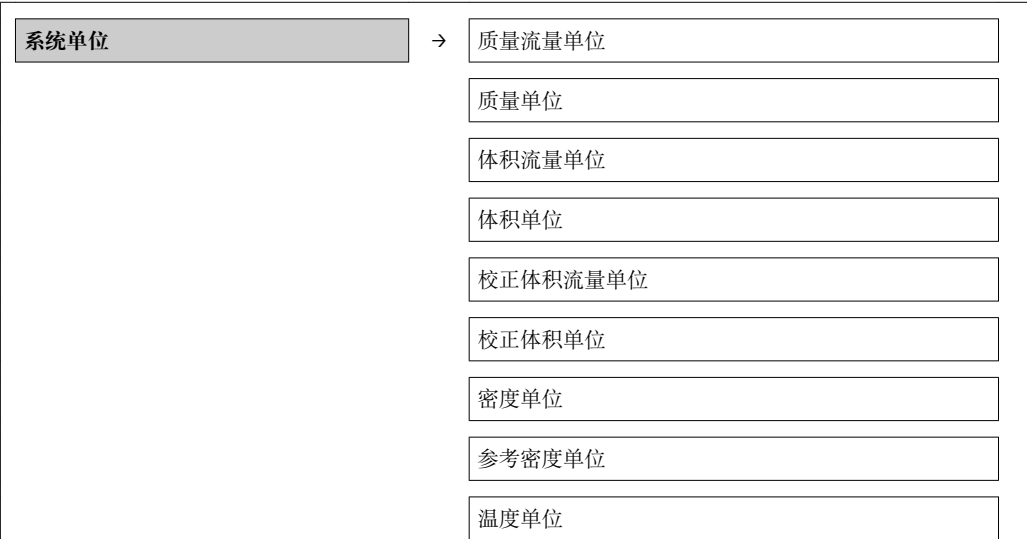 系统单位 → 质量流量单位
质量单位
体积流量单位
体积单位
校正体积流量单位
校正体积单位
密度单位
参考密度单位
温度单位